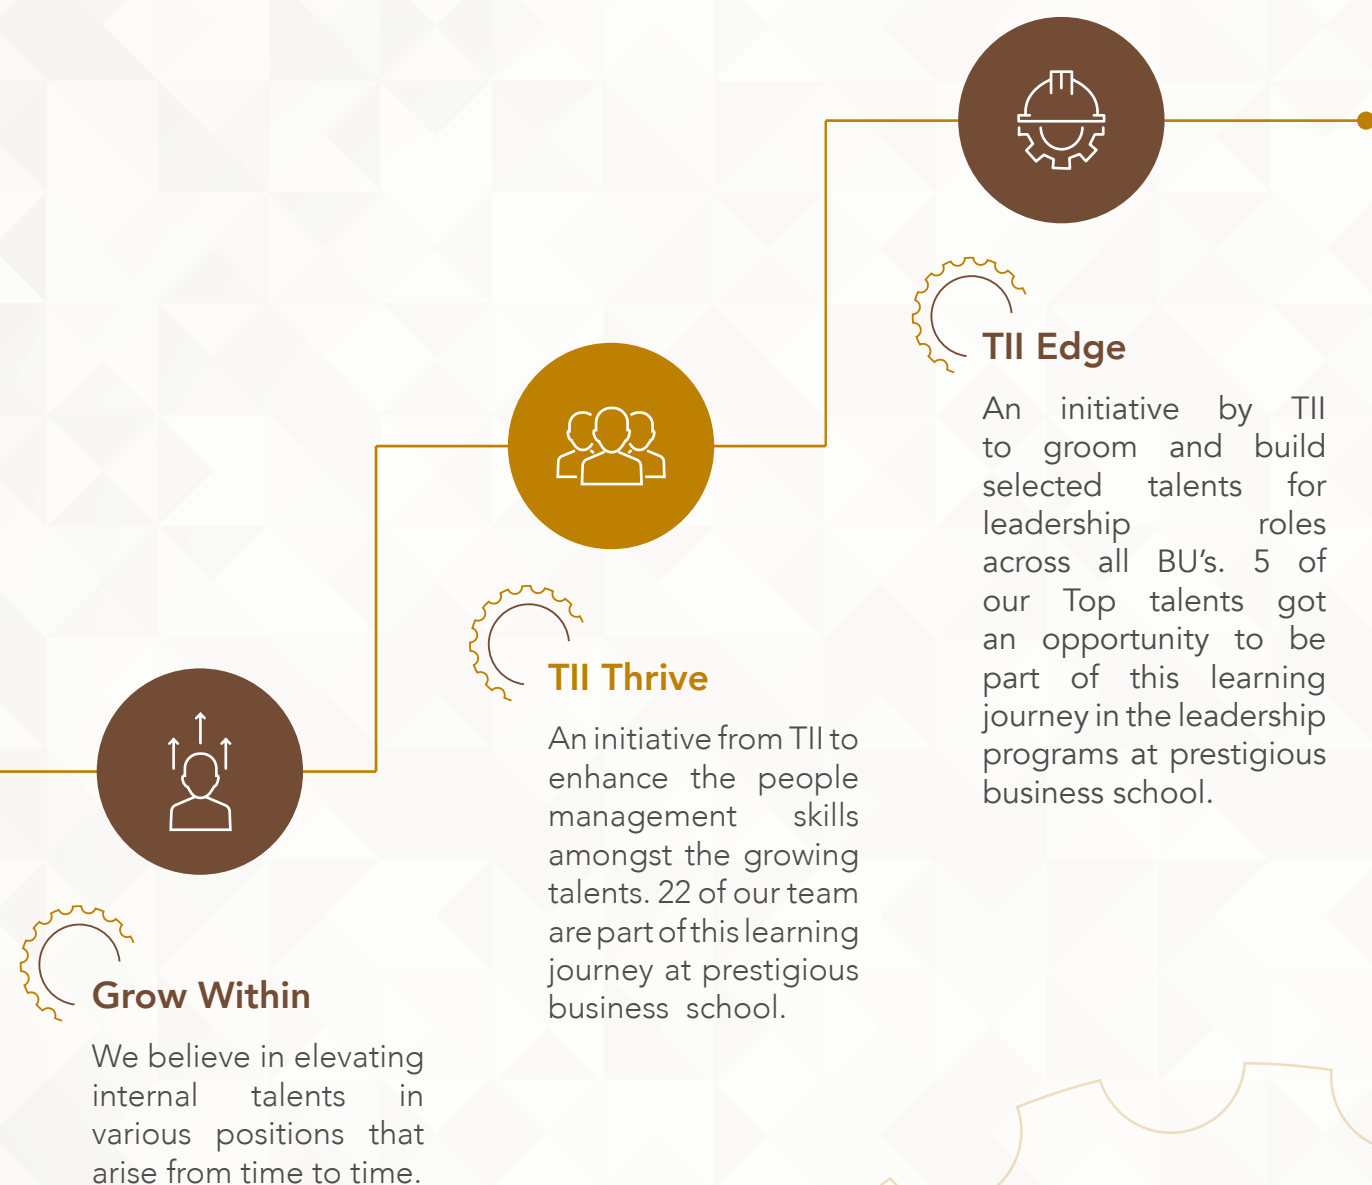 TII Edge
An initiative by TII
to groom and build
selected talents for
leadership roles
across all BU’s. 5 of
our Top talents got
an opportunity to be
part of this learning
journey in the leadership
programs at prestigious
business school.
TII Thrive
An initiative from TII to
enhance the people
management skills
amongst the growing
talents. 22 of our team
are part of this learning
journey at prestigious
business school.
Grow Within
We believe in elevating
internal talents in
various positions that
arise from time to time.